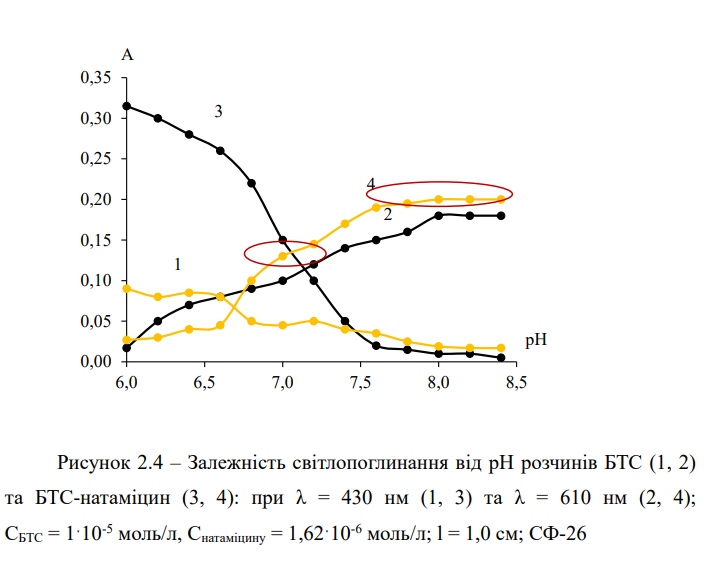 A
0,35
0,30
3
0,25
0,20
4
2
0,15
1
0,10
0,05
pH
0,00
6,0 6,5 7,0 7,5 8,0 8,5
Рисунок 2.4 – Залежність світлопоглинання від рН розчинів БТС (1, 2)
та БТС-натаміцин (3, 4): при λ = 430 нм (1, 3) та λ = 610 нм (2, 4);
СБТС = 1·10-5 моль/л, Снатаміцину = 1,62·10-6 моль/л; l = 1,0 см; СФ-26